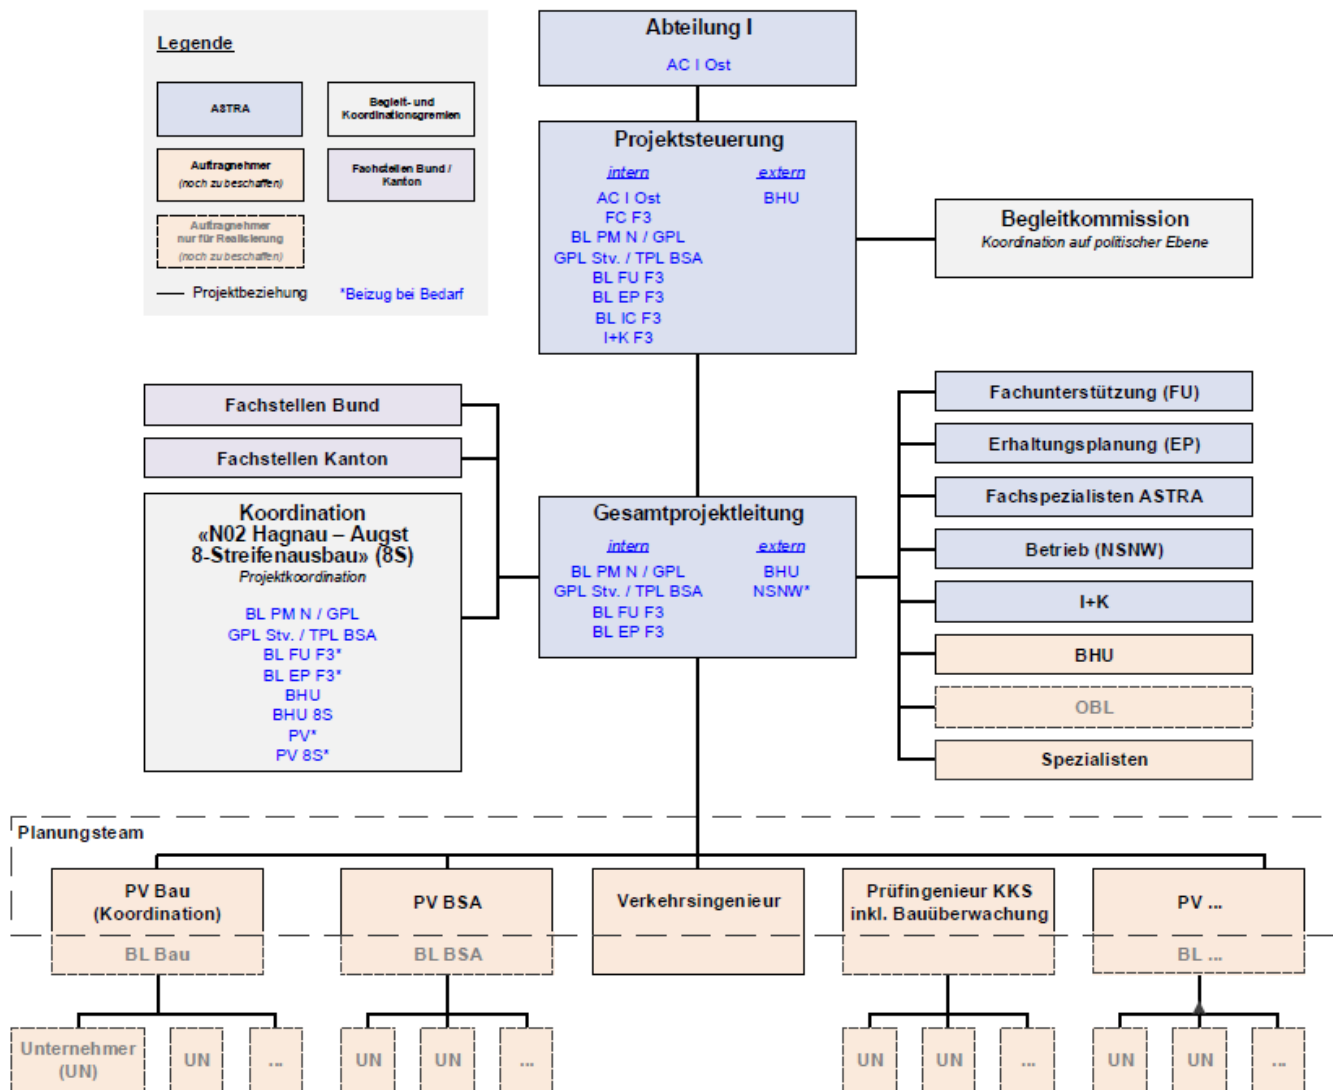 Legende
ASTRA
Begleit- und
Koordinationsgremien
Auftragnehmer
(noch zu beschaffen)
Fachstellen Bund /
Kanton
Auftragnehmer
nur für Realisierung
(noch zu beschaffen)
Projektbeziehung
*Beizug bei Bedarf
Abteilung I
AC I Ost
Projektsteuerung
intern extern
AC I Ost BHU
FC F3
BL PM N / GPL
GPL Stv. / TPL BSA
BL FU F3
BL EP F3
BL IC F3
I+K F3
Begleitkommission
Koordination auf politischer Ebene
Fachstellen Bund
Fachstellen Kanton
Koordination
«N02 Hagnau – Augst
8-Streifenausbau» (8S)
Projektkoordination
BL PM N / GPL
GPL Stv. / TPL BSA
BL FU F3*
BL EP F3*
BHU
BHU 8S
PV*
PV 8S*
Gesamtprojektleitung
intern extern
BL PM N / GPL BHU
GPL Stv. / TPL BSA NSNW*
BL FU F3
BL EP F3
Fachunterstützung (FU)
Erhaltungsplanung (EP)
Fachspezialisten ASTRA
Betrieb (NSNW)
I+K
BHU
OBL
Spezialisten
Planungsteam
PV Bau
(Koordination)
BL Bau
PV BSA
BL BSA
Verkehrsingenieur
Prüfingenieur KKS
inkl. Bauüberwachung
PV ...
BL ...
Unternehmer
(UN)
UN
...
UN
UN
...
UN
UN
...
UN
UN
...